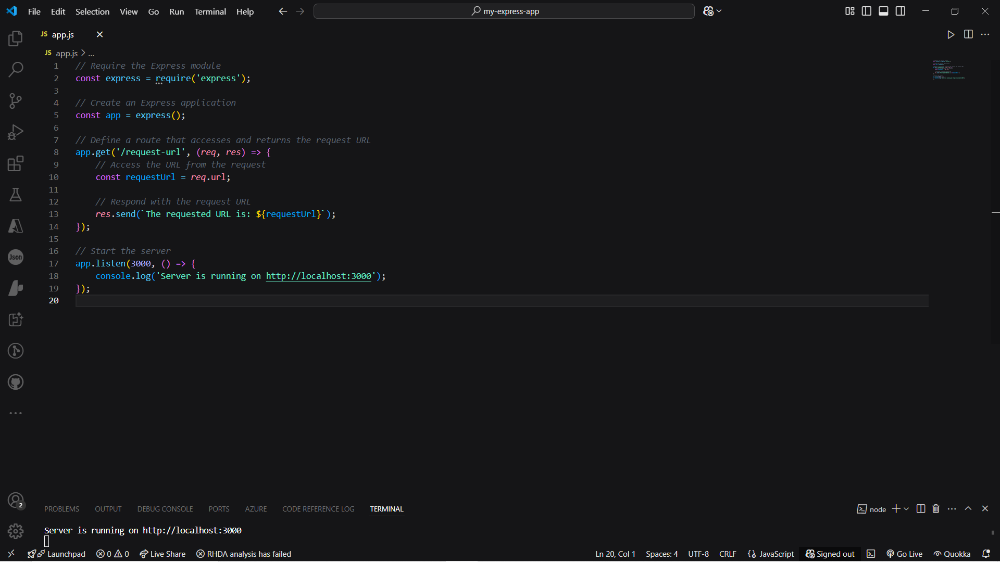 File Edit Selection View Go Run Terminal Help
my-express-app
JS app.js
JS app.js > ...
1 // Require the Express module
2 const express = require('express');
3
4 // Create an Express application
5 const app = express();
6
7 // Define a route that accesses and returns the request URL
8 app.get('/request-url', (req, res) => {
9 // Access the URL from the request
10 const requestUrl = req.url;
11
12 // Respond with the request URL
13 res.send(`The requested URL is: ${requestUrl}`);
14 });
15
16 // Start the server
17 app.listen(3000, () => {
18 console.log('Server is running on http://localhost:3000');
19 });
20
Json
2
PROBLEMS OUTPUT DEBUG CONSOLE PORTS AZURE CODE REFERENCE LOG TERMINAL
node
Server is running on http://localhost:3000
Launchpad 0 0 Live Share RHDA analysis has failed
Ln 20, Col 1 Spaces: 4 UTF-8 CRLF {} JavaScript Signed out Go Live Quokka